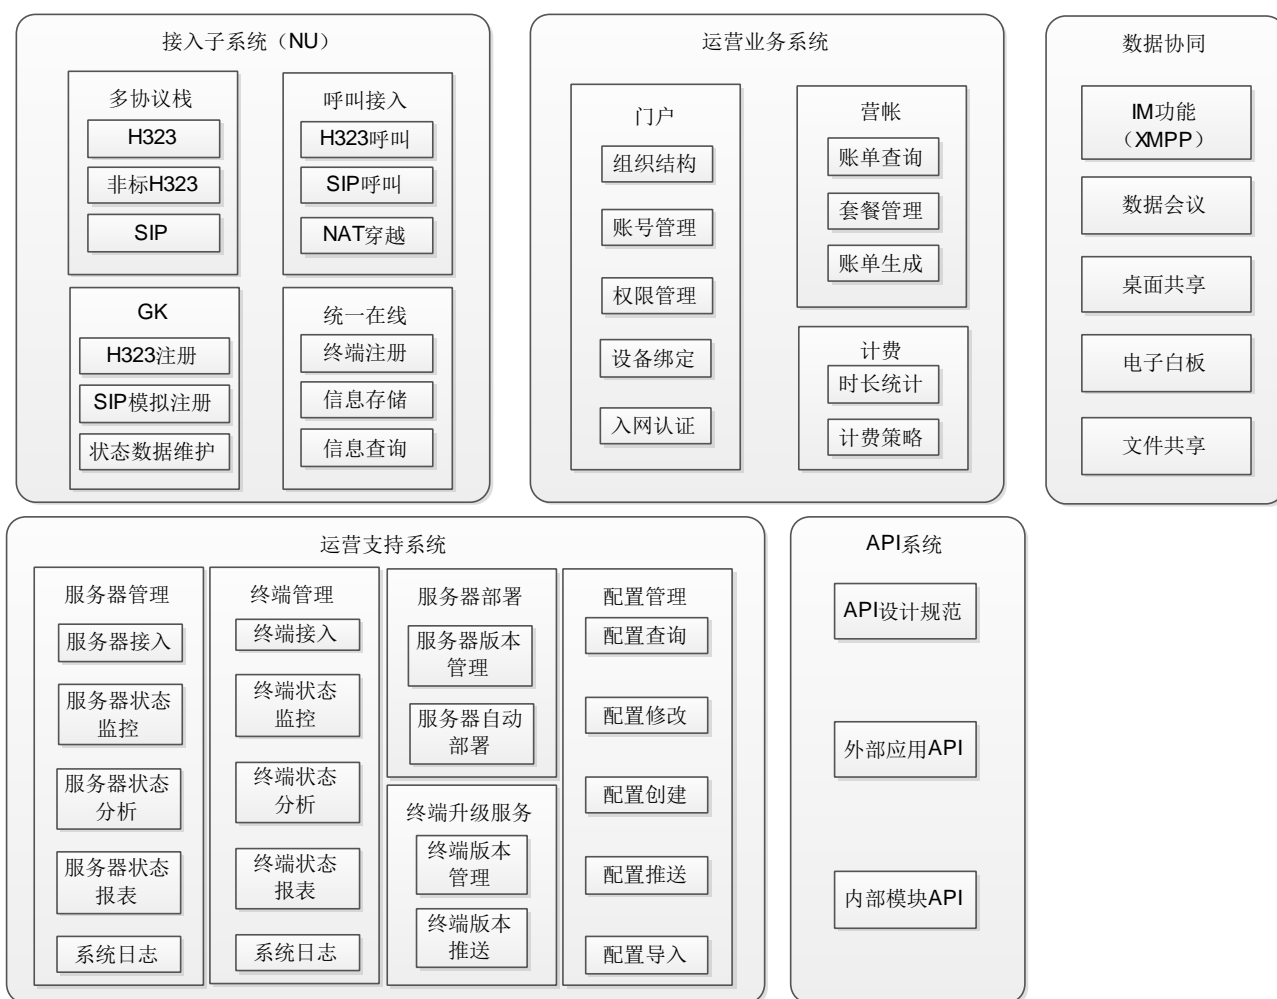 接入子系统（NU）
多协议栈
H323
非标H323
SIP
呼叫接入
H323呼叫
SIP呼叫
NAT穿越
GK
H323注册
SIP模拟注册
状态数据维护
统一在线
终端注册
信息存储
信息查询
运营业务系统
门户
组织结构
账号管理
权限管理
设备绑定
入网认证
营帐
账单查询
套餐管理
账单生成
计费
时长统计
计费策略
数据协同
IM功能
（XMPP）
数据会议
桌面共享
电子白板
文件共享
运营支持系统
服务器管理
服务器接入
服务器状态
监控
服务器状态
分析
服务器状态
报表
系统日志
终端管理
终端接入
终端状态
监控
终端状态
分析
终端状态
报表
系统日志
服务器部署
服务器版本
管理
服务器自动
部署
终端升级服务
终端版本
管理
终端版本
推送
配置管理
配置查询
配置修改
配置创建
配置推送
配置导入
API系统
API设计规范
外部应用API
内部模块API